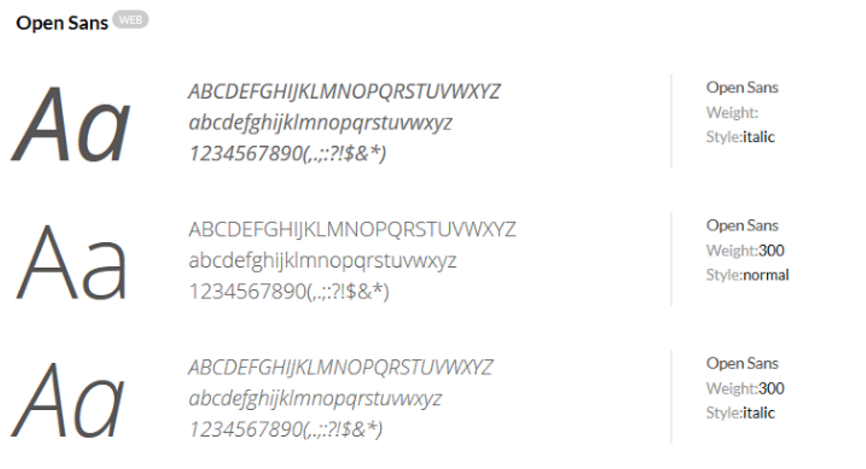 Open Sans WEB
Aa
ABCDEFGHIJKLMNOPQRSTUVWXYZ
abcdefghijklmnopqrstuvwxyz
1234567890(,.;:?!$&*)
Open Sans
Weight:
Style:italic
Aa
ABCDEFGHIJKLMNOPQRSTUVWXYZ
abcdefghijklmnopqrstuvwxyz
1234567890(,.;:?!$&*)
Open Sans
Weight:300
Style:normal
Aa
ABCDEFGHIJKLMNOPQRSTUVWXYZ
abcdefghijklmnopqrstuvwxyz
1234567890(,.;:?!$&*)
Open Sans
Weight:300
Style:italic